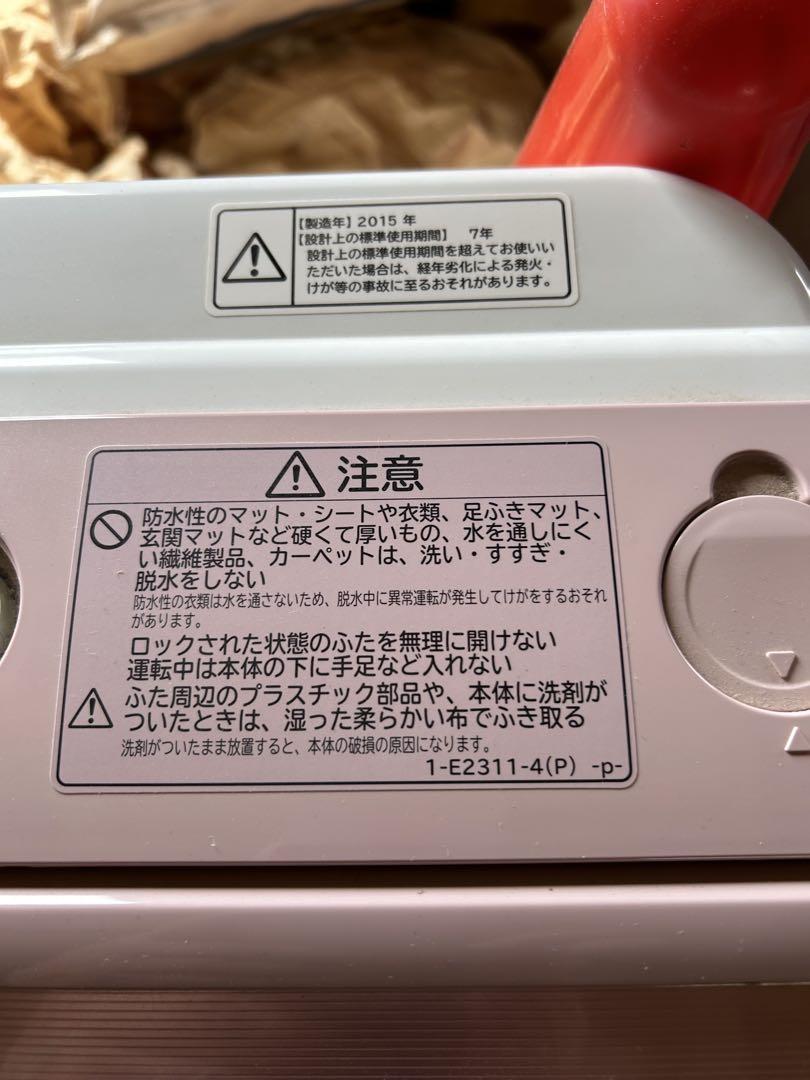 【製造年】2015 年
【設計上の標準使用期間】 7年
設計上の標準使用期間を超えてお使いい
ただいた場合は、経年劣化による発火・
けが等の事故に至るおそれがあります。
注意
防水性のマット・シートや衣類、足ふきマット、
玄関マットなど硬くて厚いもの、水を通しにく
い繊維製品、カーペットは、洗い・すすぎ・
脱水をしない
防水性の衣類は水を通さないため、脱水中に異常運転が発生してけがをするおそれ
があります。
ロックされた状態のふたを無理に開けない
運転中は本体の下に手足など入れない
ふた周辺のプラスチック部品や、本体に洗剤が
ついたときは、湿った柔らかい布でふき取る
洗剤がついたまま放置すると、本体の破損の原因になります。
1-E2311-4(P) -p-